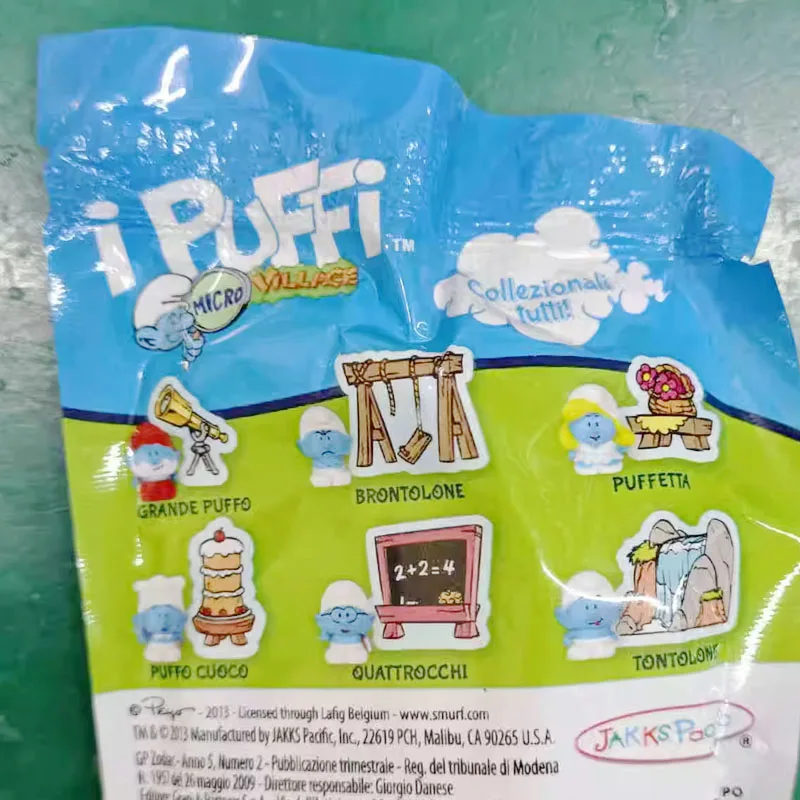 i PUFFi TM
MICRO VILLAGE
Collezionali
tutti!
GRANDE PUFFO
BRONTOLONE
PUFFETTA
2+2=4
PUFFO CUOCO
QUATTROCCHI
TONTOLONE
© Peyo - 2013 - Licensed through Lafig Belgium - www.smurf.com
TM & © 2013 Manufactured by JAKKS Pacific, Inc., 22619 PCH, Malibu, CA 90265 U.S.A.
JAKKS Pacific ®
GP Zodiac - Anno 5, Numero 2 - Pubblicazione trimestrale - Reg. del tribunale di Modena
N. 1951 del 26 maggio 2009 - Direttore responsabile: Giorgio Danese
PO